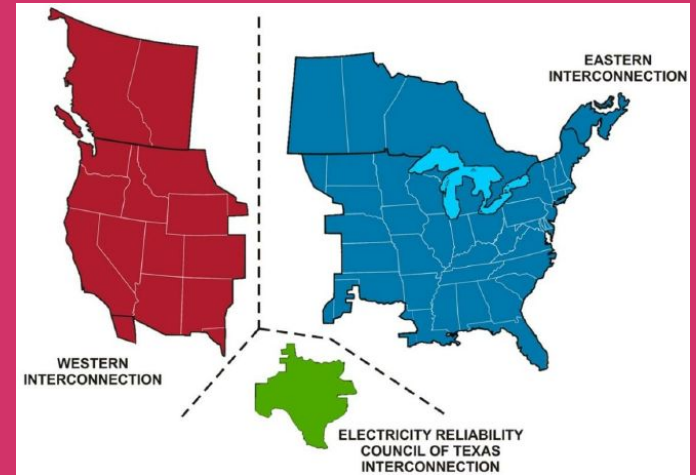 EASTERN
INTERCONNECTION
WESTERN
INTERCONNECTION
ELECTRICITY RELIABILITY
COUNCIL OF TEXAS
INTERCONNECTION